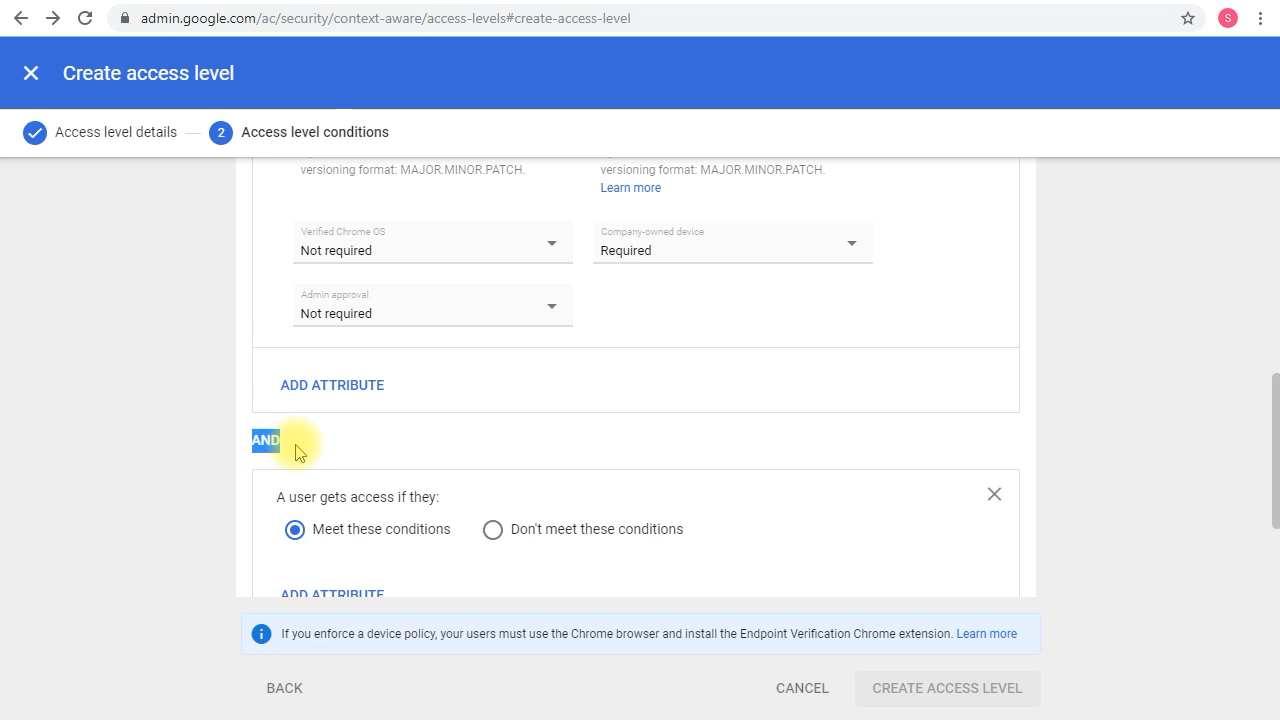 admin.google.com/ac/security/context-aware/access-levels#create-access-level
S
Create access level
Access level details
2 Access level conditions
versioning format: MAJOR.MINOR.PATCH.
versioning format: MAJOR.MINOR.PATCH.
Learn more
Verified Chrome OS
Not required
Company-owned device
Required
Admin approval
Not required
ADD ATTRIBUTE
AND
A user gets access if they:
Meet these conditions
Don't meet these conditions
ADD ATTRIBUTE
If you enforce a device policy, your users must use the Chrome browser and install the Endpoint Verification Chrome extension. Learn more
BACK
CANCEL
CREATE ACCESS LEVEL